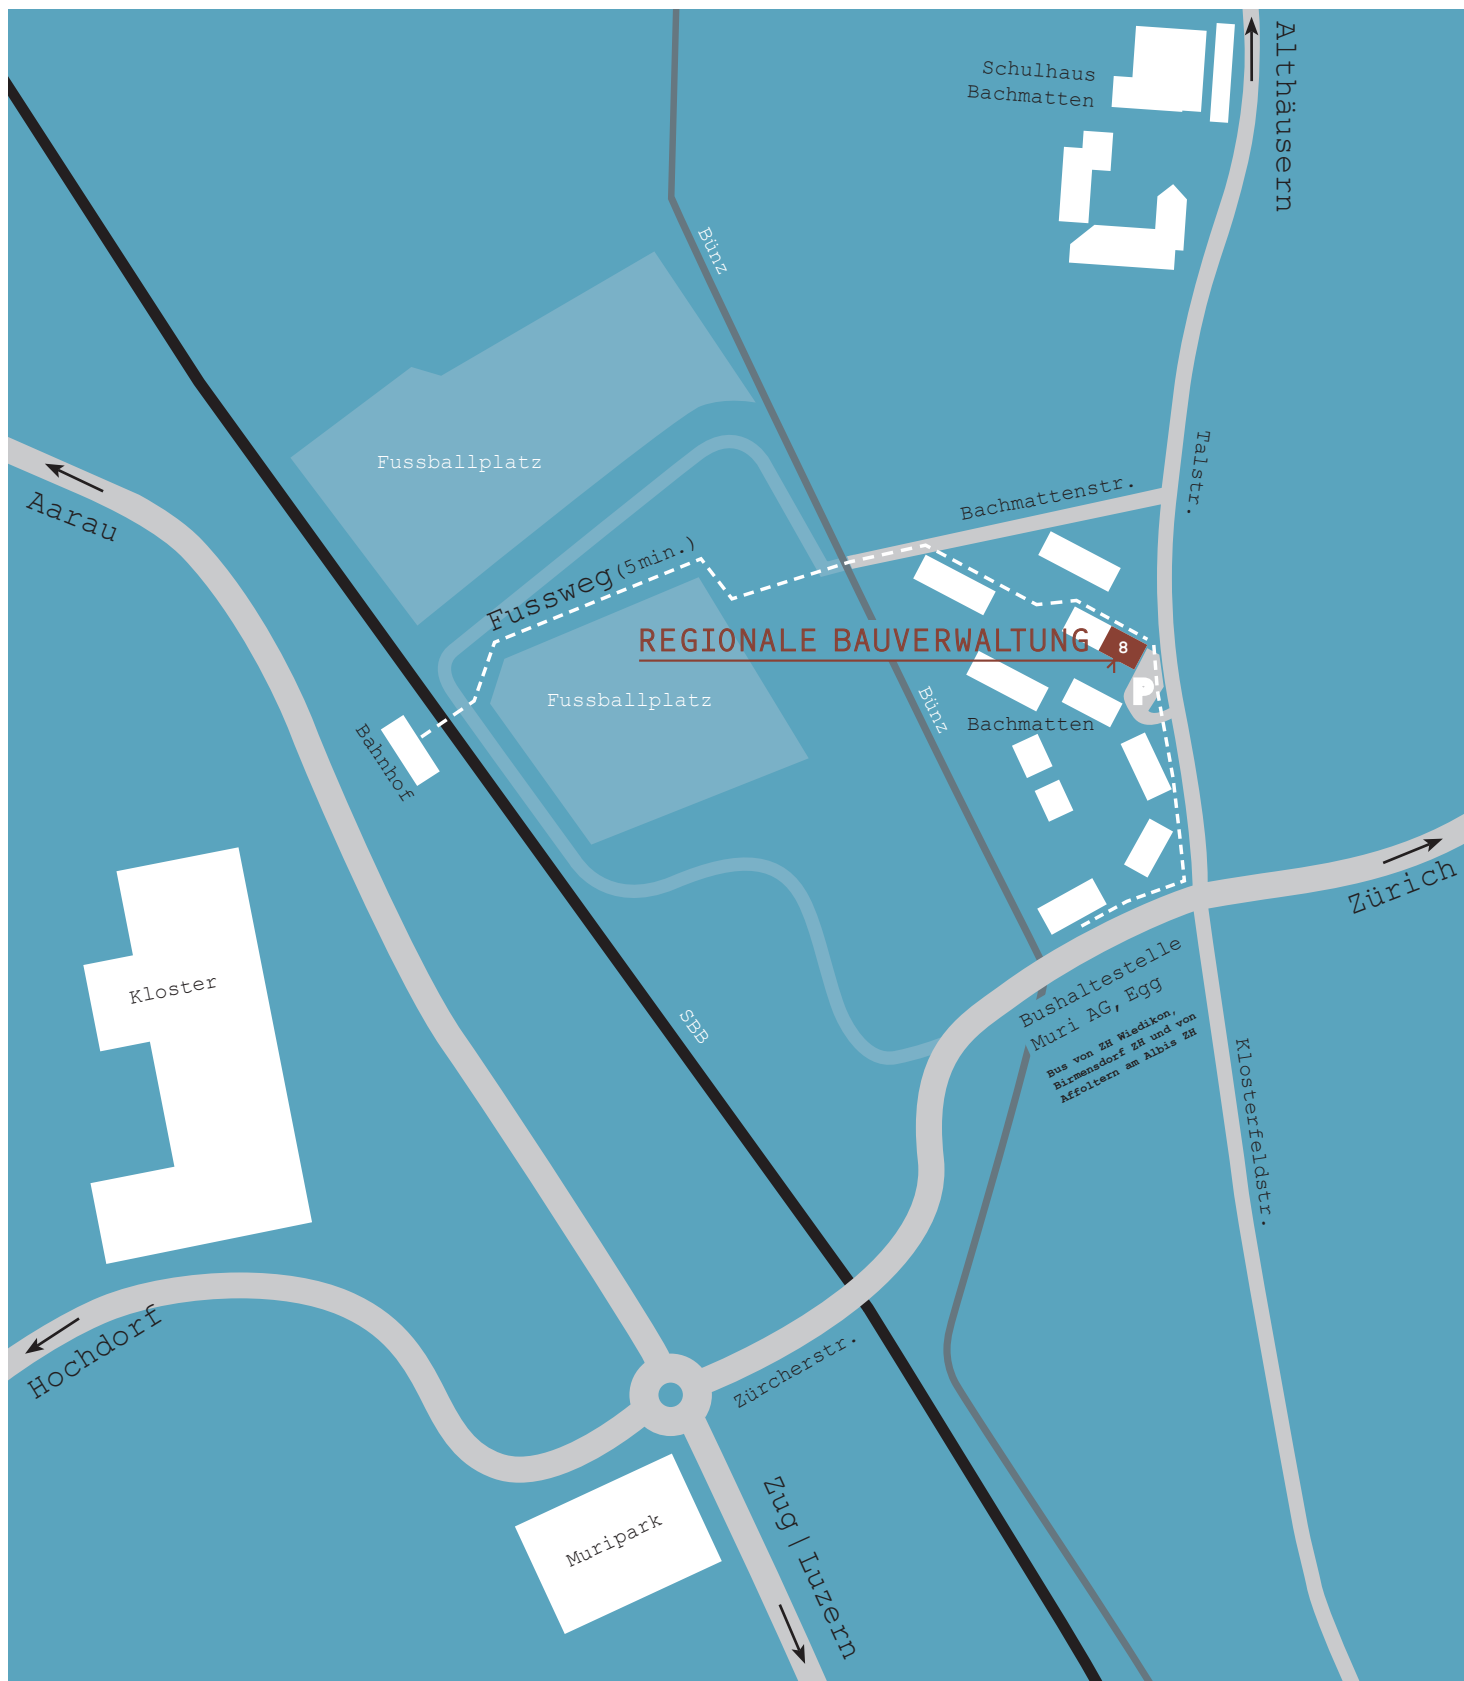 Althäusern
Schulhaus
Bachmatten
Bünz
Talstr.
Fussballplatz
Bachmattenstr.
Aarau
Fussweg (5min.)
REGIONALE BAUVERWALTUNG
8
P
Fussballplatz
Bünz
Bachmatten
Bahnhof
Zürich
Kloster
Bushaltestelle
Muri AG, Egg
Bus von ZH Wiedikon,
Birmensdorf ZH und von
Affoltern am Albis ZH
SBB
Klosterfeldstr.
Hochdorf
Zürcherstr.
Muripark
Zug | Luzern